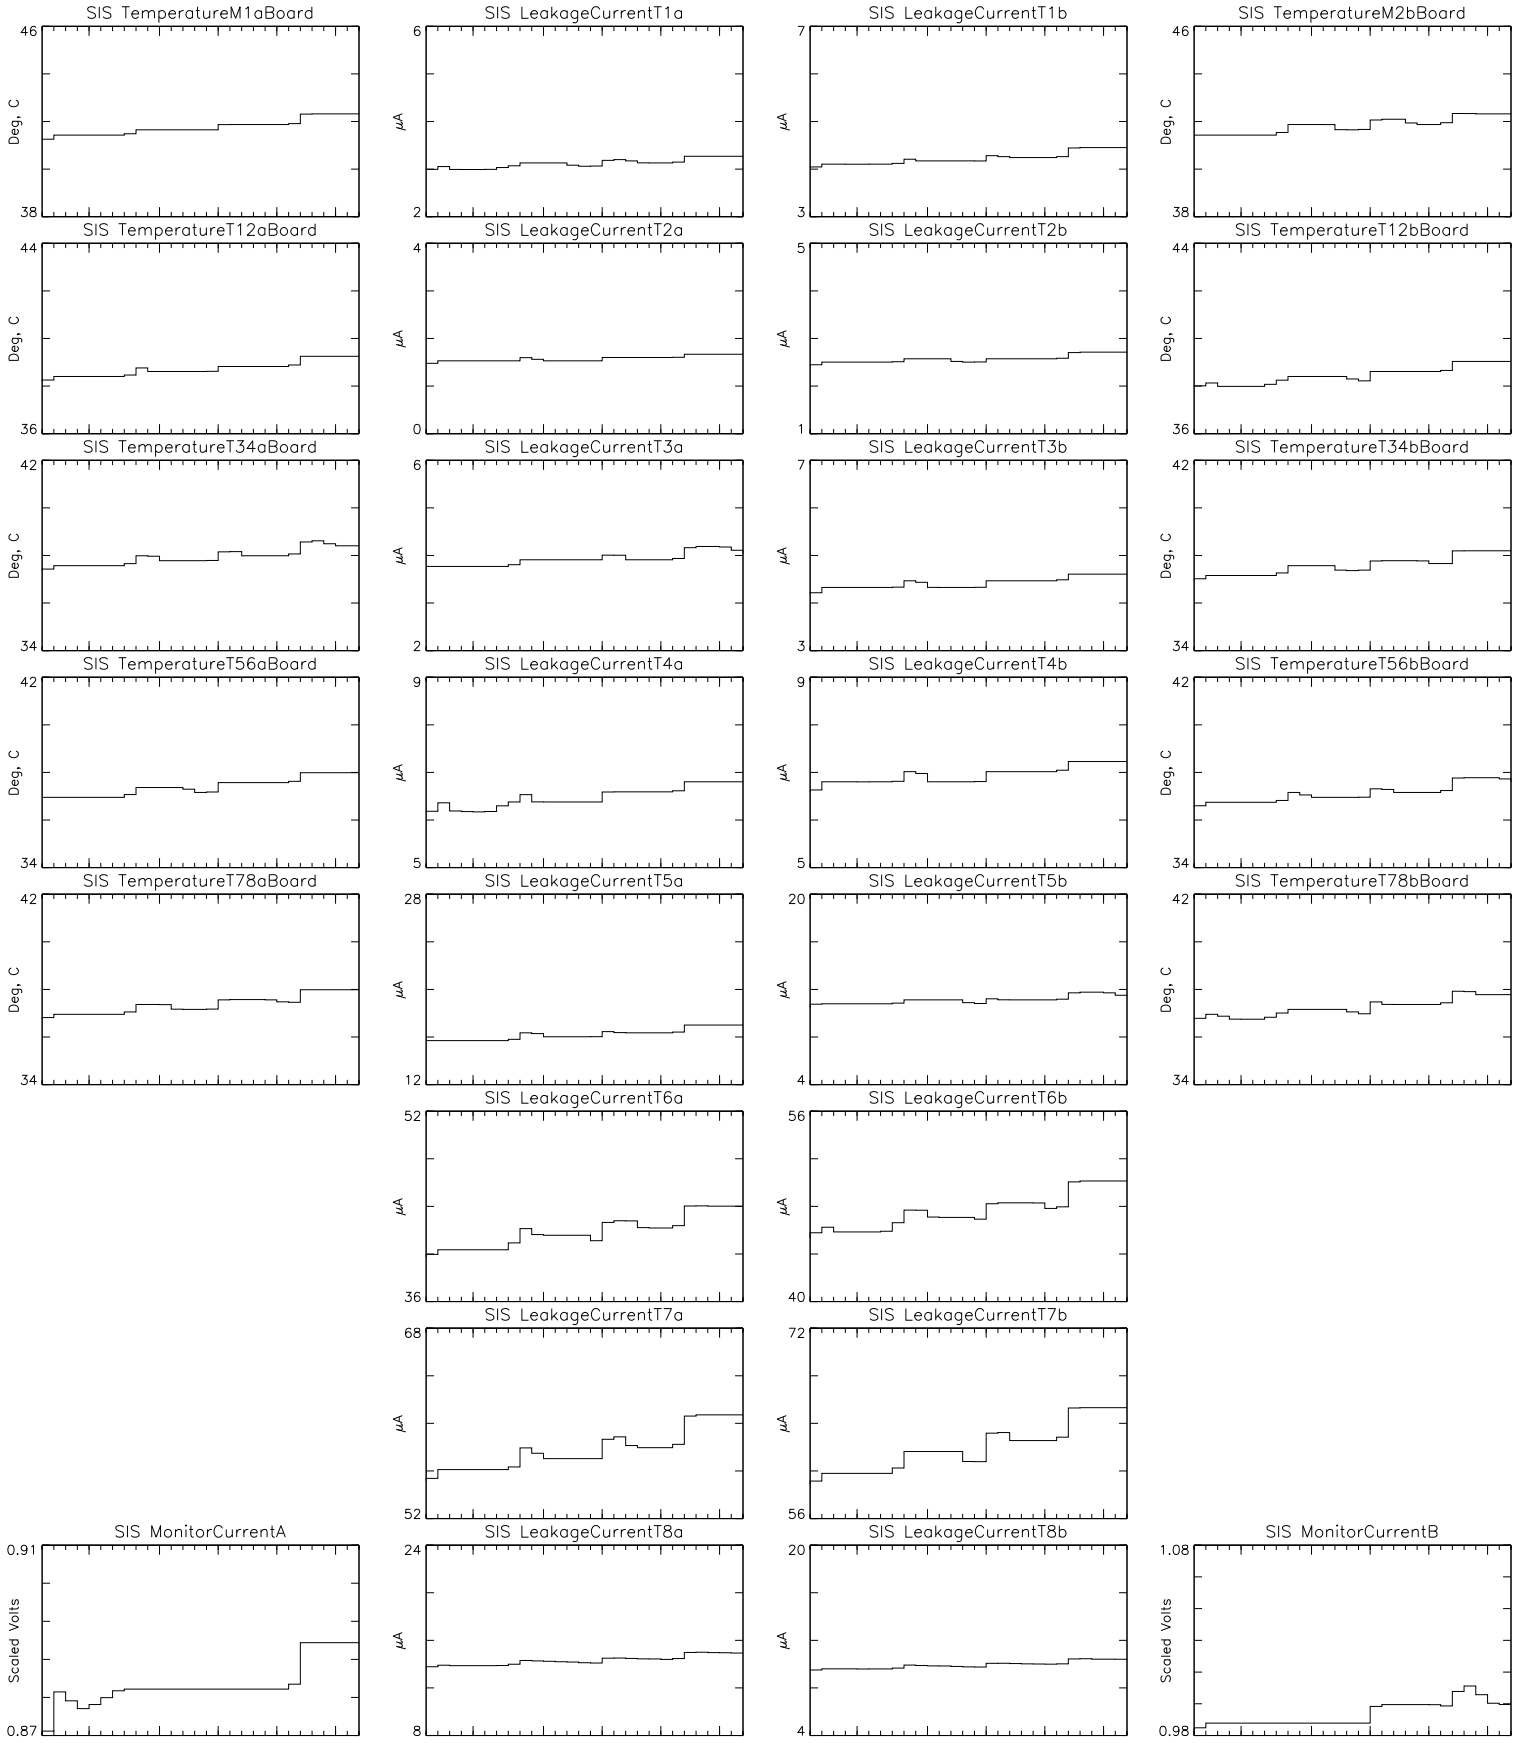 SIS TemperatureM1aBoard
46
Deg, C
38
SIS LeakageCurrentT1a
6
μA
2
SIS LeakageCurrentT1b
7
μA
3
SIS TemperatureM2bBoard
46
Deg, C
38
SIS TemperatureT12aBoard
44
Deg, C
36
SIS LeakageCurrentT2a
4
μA
0
SIS LeakageCurrentT2b
5
μA
1
SIS TemperatureT12bBoard
44
Deg, C
36
SIS TemperatureT34aBoard
42
Deg, C
34
SIS LeakageCurrentT3a
6
μA
2
SIS LeakageCurrentT3b
7
μA
3
SIS TemperatureT34bBoard
42
Deg, C
34
SIS TemperatureT56aBoard
42
Deg, C
34
SIS LeakageCurrentT4a
9
μA
5
SIS LeakageCurrentT4b
9
μA
5
SIS TemperatureT56bBoard
42
Deg, C
34
SIS TemperatureT78aBoard
42
Deg, C
34
SIS LeakageCurrentT5a
28
μA
12
SIS LeakageCurrentT5b
20
μA
4
SIS TemperatureT78bBoard
42
Deg, C
34
SIS LeakageCurrentT6a
52
μA
36
SIS LeakageCurrentT6b
56
μA
40
SIS LeakageCurrentT7a
68
μA
52
SIS LeakageCurrentT7b
72
μA
56
SIS MonitorCurrentA
0.91
Scaled Volts
0.87
SIS LeakageCurrentT8a
24
μA
8
SIS LeakageCurrentT8b
20
μA
4
SIS MonitorCurrentB
1.08
Scaled Volts
0.98